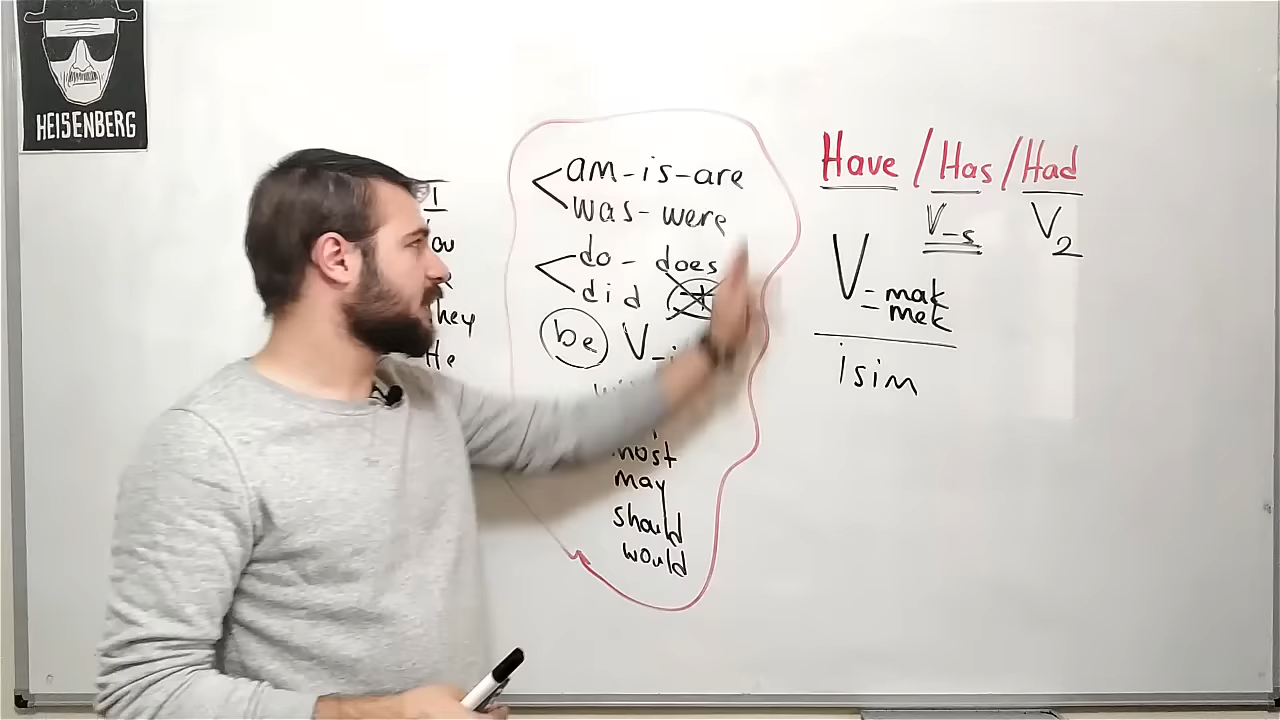 HEISENBERG
I
ou
hey
He
am-is-are
was-were
do - does
did +
be V-i
most
may
should
would
Have / Has / Had
V-s V2
V-mak
-mek
isim